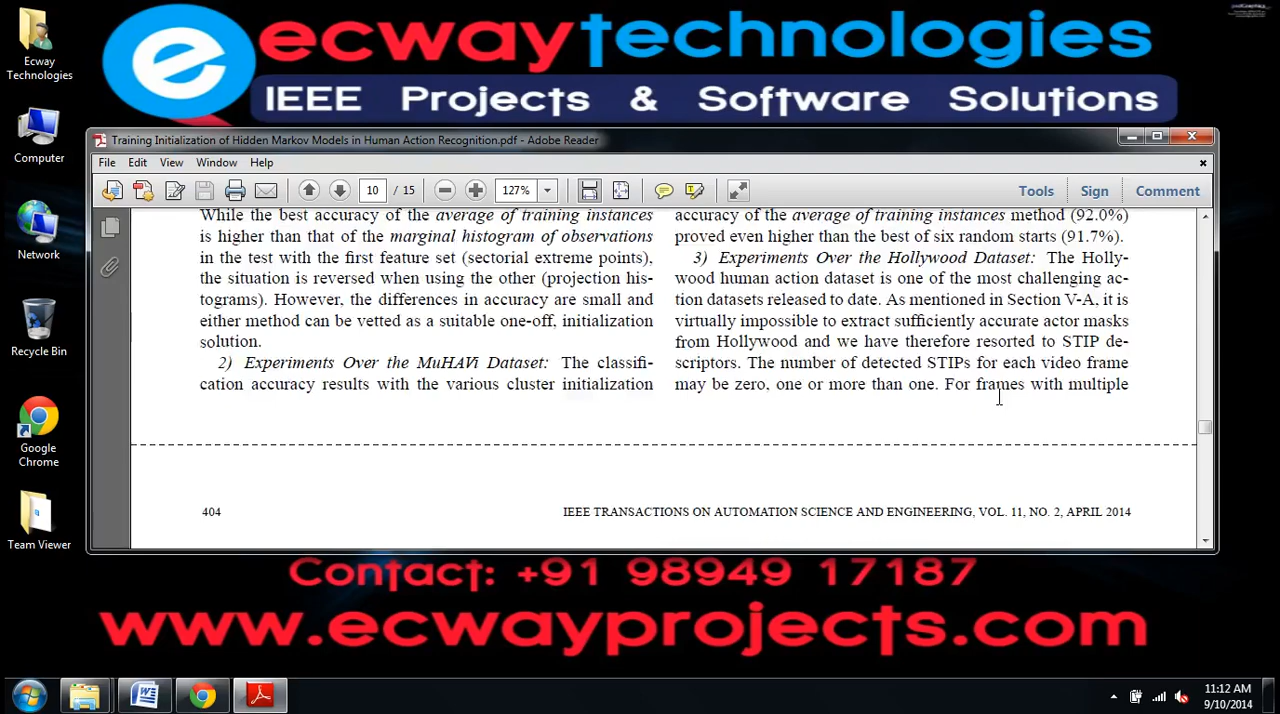 ecwaytechnologies
IEEE Projects & Software Solutions
Ecway
Technologies
Computer
Network
Recycle Bin
Google
Chrome
Team Viewer
Training Initialization of Hidden Markov Models in Human Action Recognition.pdf - Adobe Reader
File Edit View Window Help
10 / 15 127% Tools Sign Comment
While the best accuracy of the average of training instances
is higher than that of the marginal histogram of observations
in the test with the first feature set (sectorial extreme points),
the situation is reversed when using the other (projection his-
tograms). However, the differences in accuracy are small and
either method can be vetted as a suitable one-off, initialization
solution.
2) Experiments Over the MuHAVi Dataset: The classifi-
cation accuracy results with the various cluster initialization
accuracy of the average of training instances method (92.0%)
proved even higher than the best of six random starts (91.7%).
3) Experiments Over the Hollywood Dataset: The Holly-
wood human action dataset is one of the most challenging ac-
tion datasets released to date. As mentioned in Section V-A, it is
virtually impossible to extract sufficiently accurate actor masks
from Hollywood and we have therefore resorted to STIP de-
scriptors. The number of detected STIPs for each video frame
may be zero, one or more than one. For frames with multiple
404 IEEE TRANSACTIONS ON AUTOMATION SCIENCE AND ENGINEERING, VOL. 11, NO. 2, APRIL 2014
Contact: +91 98949 17187
www.ecwayprojects.com
11:12 AM
9/10/2014